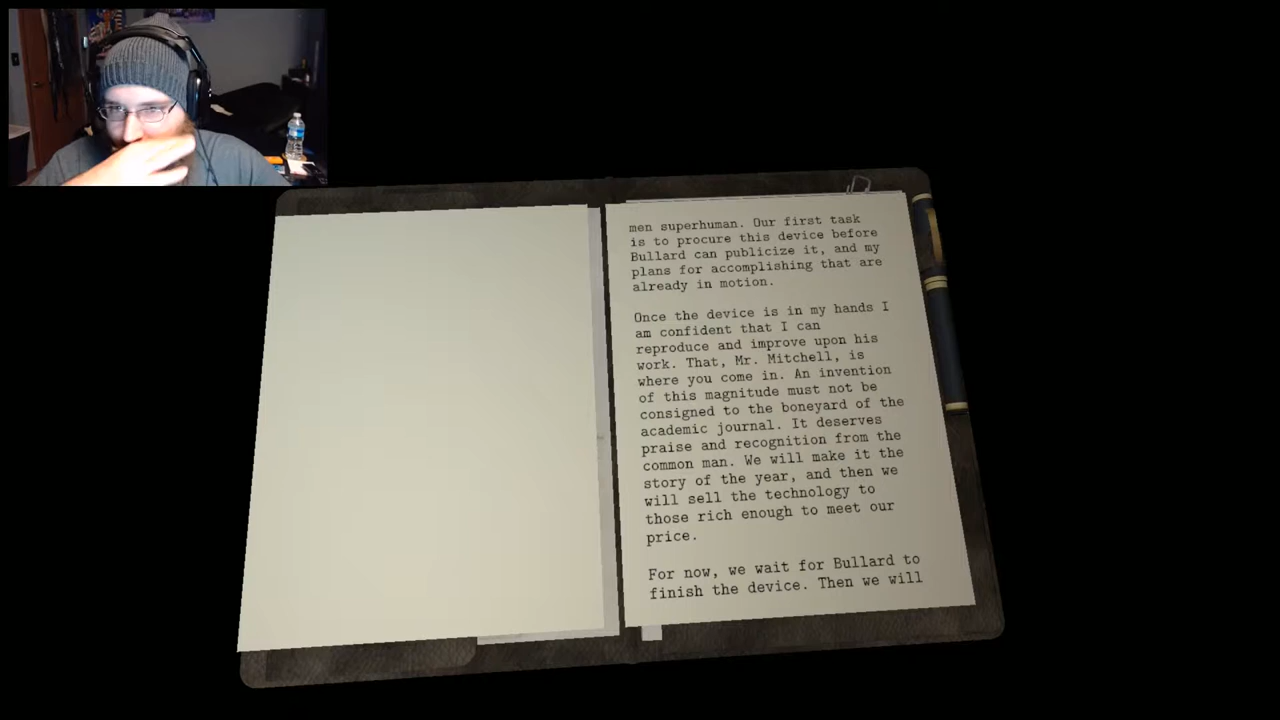 men superhuman. Our first task
is to procure this device before
Bullard can publicize it, and my
plans for accomplishing that are
already in motion.
Once the device is in my hands I
am confident that I can
reproduce and improve upon his
work. That, Mr. Mitchell, is
where you come in. An invention
of this magnitude must not be
consigned to the boneyard of the
academic journal. It deserves
praise and recognition from the
common man. We will make it the
story of the year, and then we
will sell the technology to
those rich enough to meet our
price.
For now, we wait for Bullard to
finish the device. Then we will